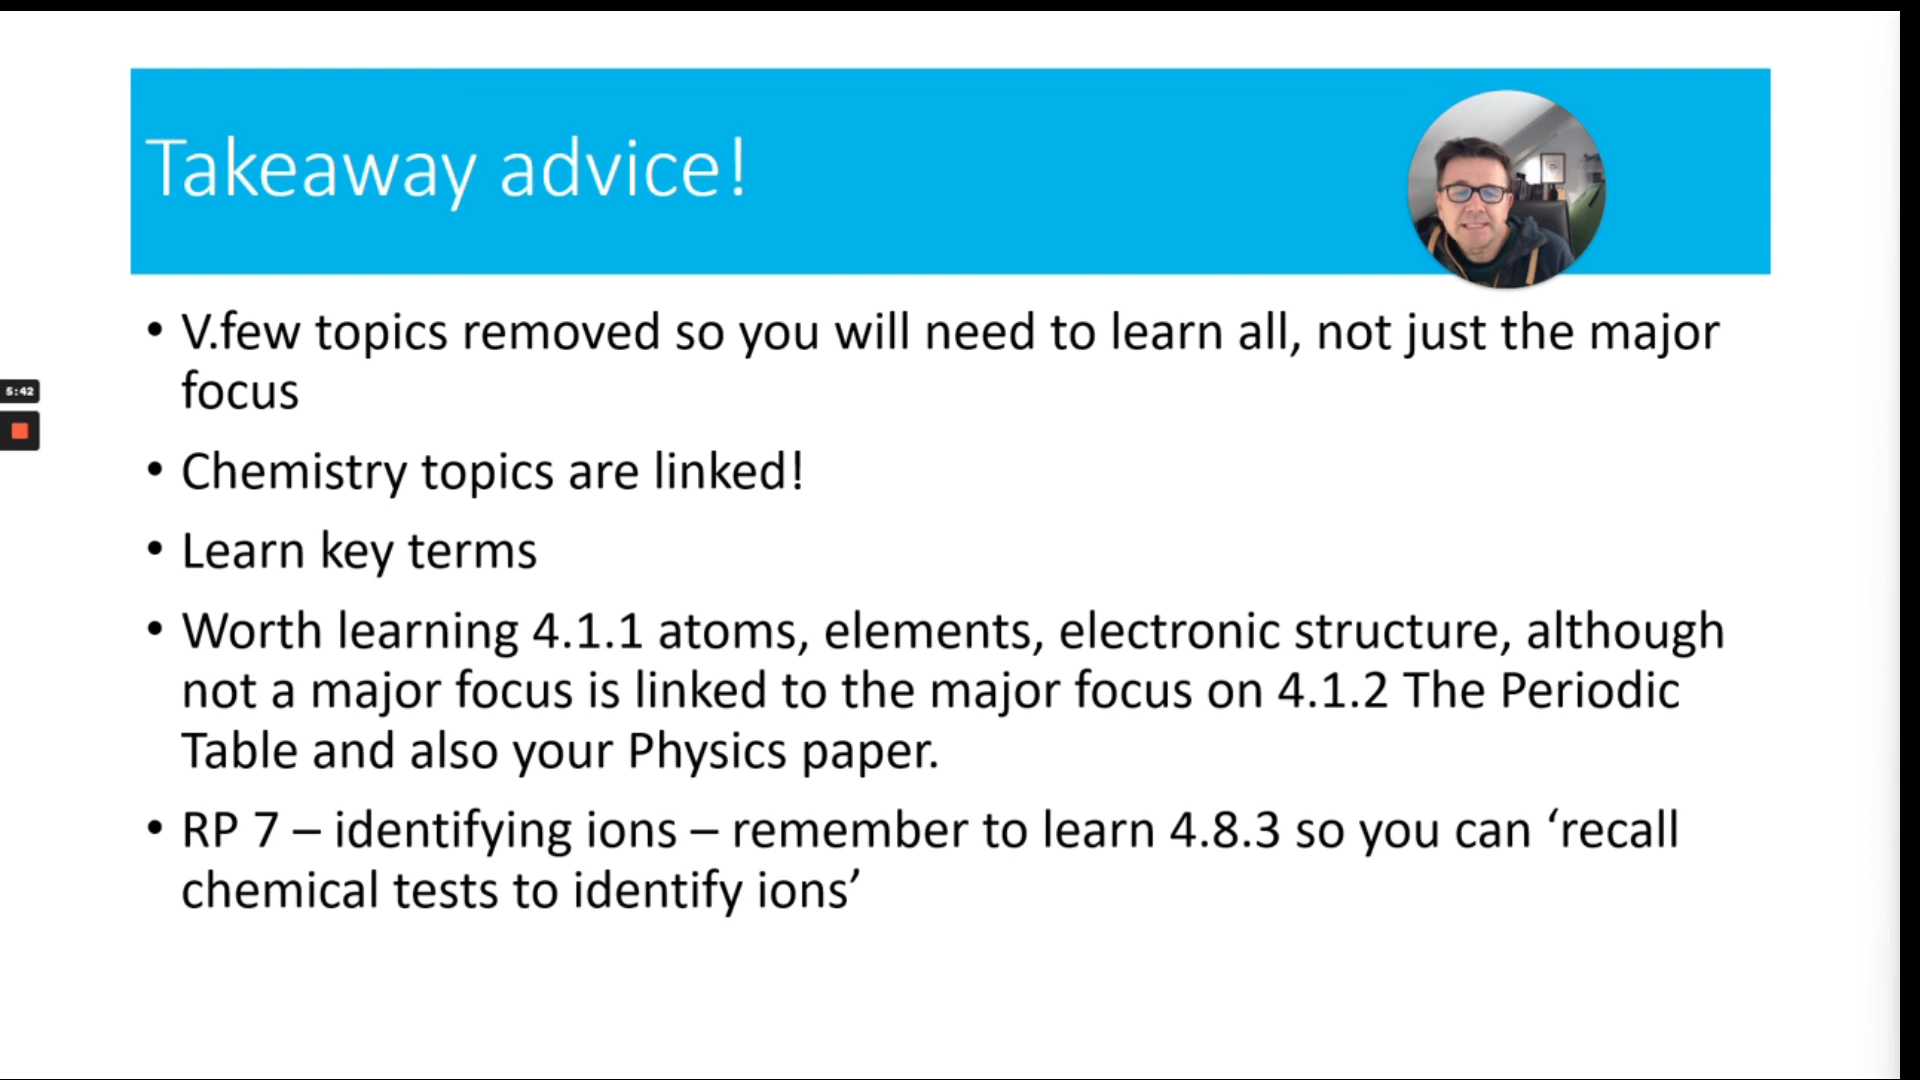 Takeaway advice!
• V.few topics removed so you will need to learn all, not just the major
focus
5:42
• Chemistry topics are linked!
• Learn key terms
• Worth learning 4.1.1 atoms, elements, electronic structure, although
not a major focus is linked to the major focus on 4.1.2 The Periodic
Table and also your Physics paper.
• RP 7 – identifying ions – remember to learn 4.8.3 so you can ‘recall
chemical tests to identify ions’